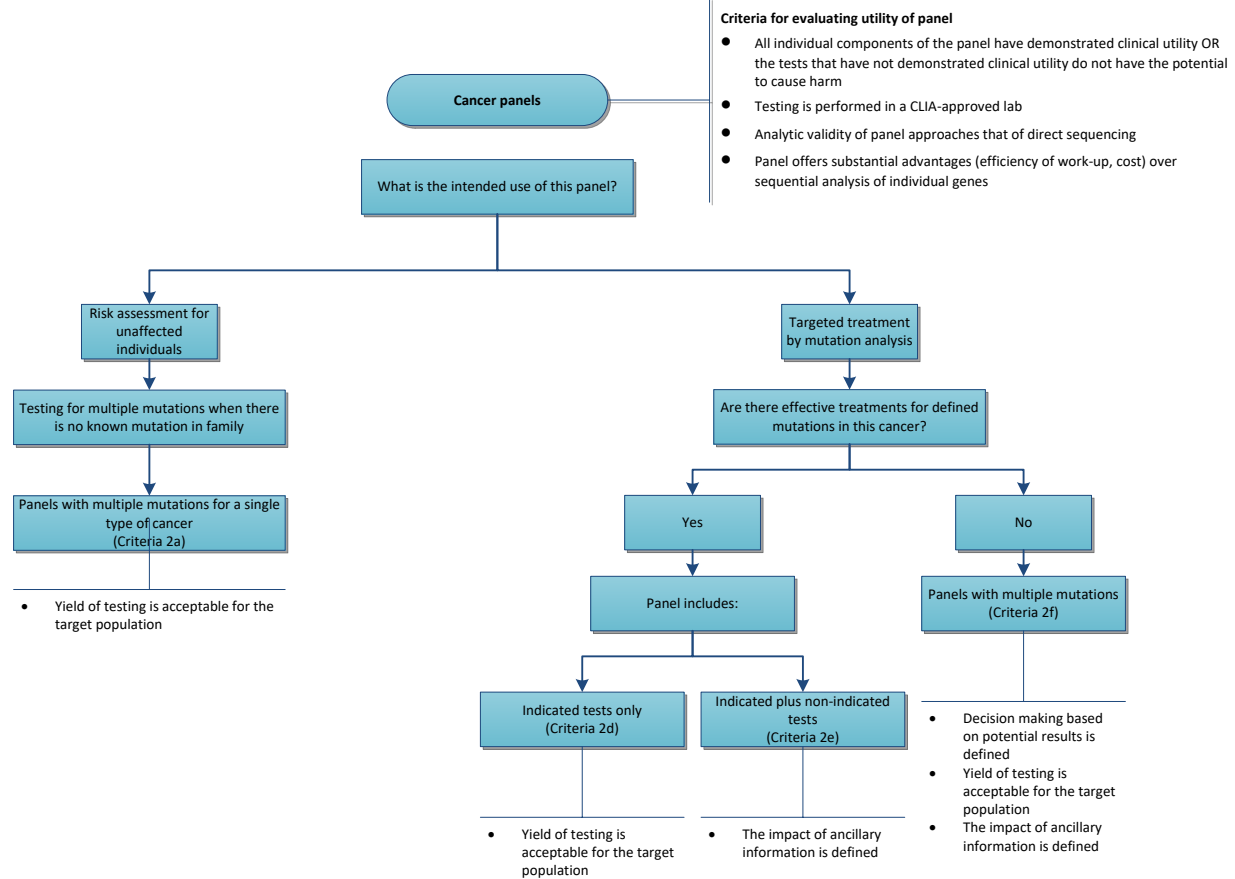 Criteria for evaluating utility of panel
● All individual components of the panel have demonstrated clinical utility OR
the tests that have not demonstrated clinical utility do not have the potential
to cause harm
● Testing is performed in a CLIA-approved lab
● Analytic validity of panel approaches that of direct sequencing
● Panel offers substantial advantages (efficiency of work-up, cost) over
sequential analysis of individual genes
Cancer panels
What is the intended use of this panel?
Risk assessment for
unaffected
individuals
Testing for multiple mutations when there
is no known mutation in family
Panels with multiple mutations for a single
type of cancer
(Criteria 2a)
• Yield of testing is acceptable for the
target population
Targeted treatment
by mutation analysis
Are there effective treatments for defined
mutations in this cancer?
Yes
Panel includes:
Indicated tests only
(Criteria 2d)
• Yield of testing is
acceptable for the target
population
Indicated plus non-indicated
tests
(Criteria 2e)
• The impact of ancillary
information is defined
No
Panels with multiple mutations
(Criteria 2f)
• Decision making based
on potential results is
defined
• Yield of testing is
acceptable for the target
population
• The impact of ancillary
information is defined